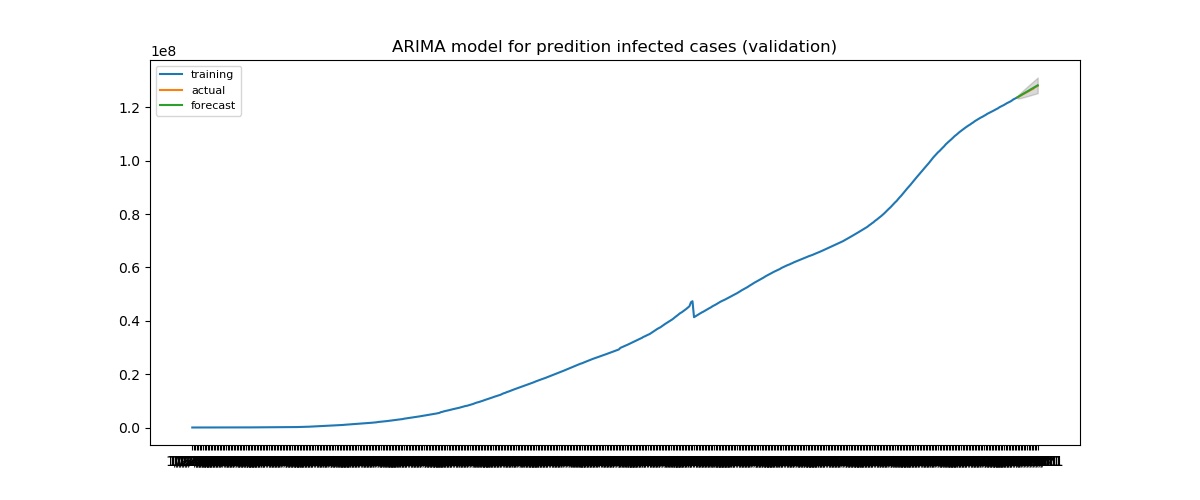 ARIMA model for predition infected cases (validation)
1e8
training
actual
forecast
1.2
1.0
0.8
0.6
0.4
0.2
0.0